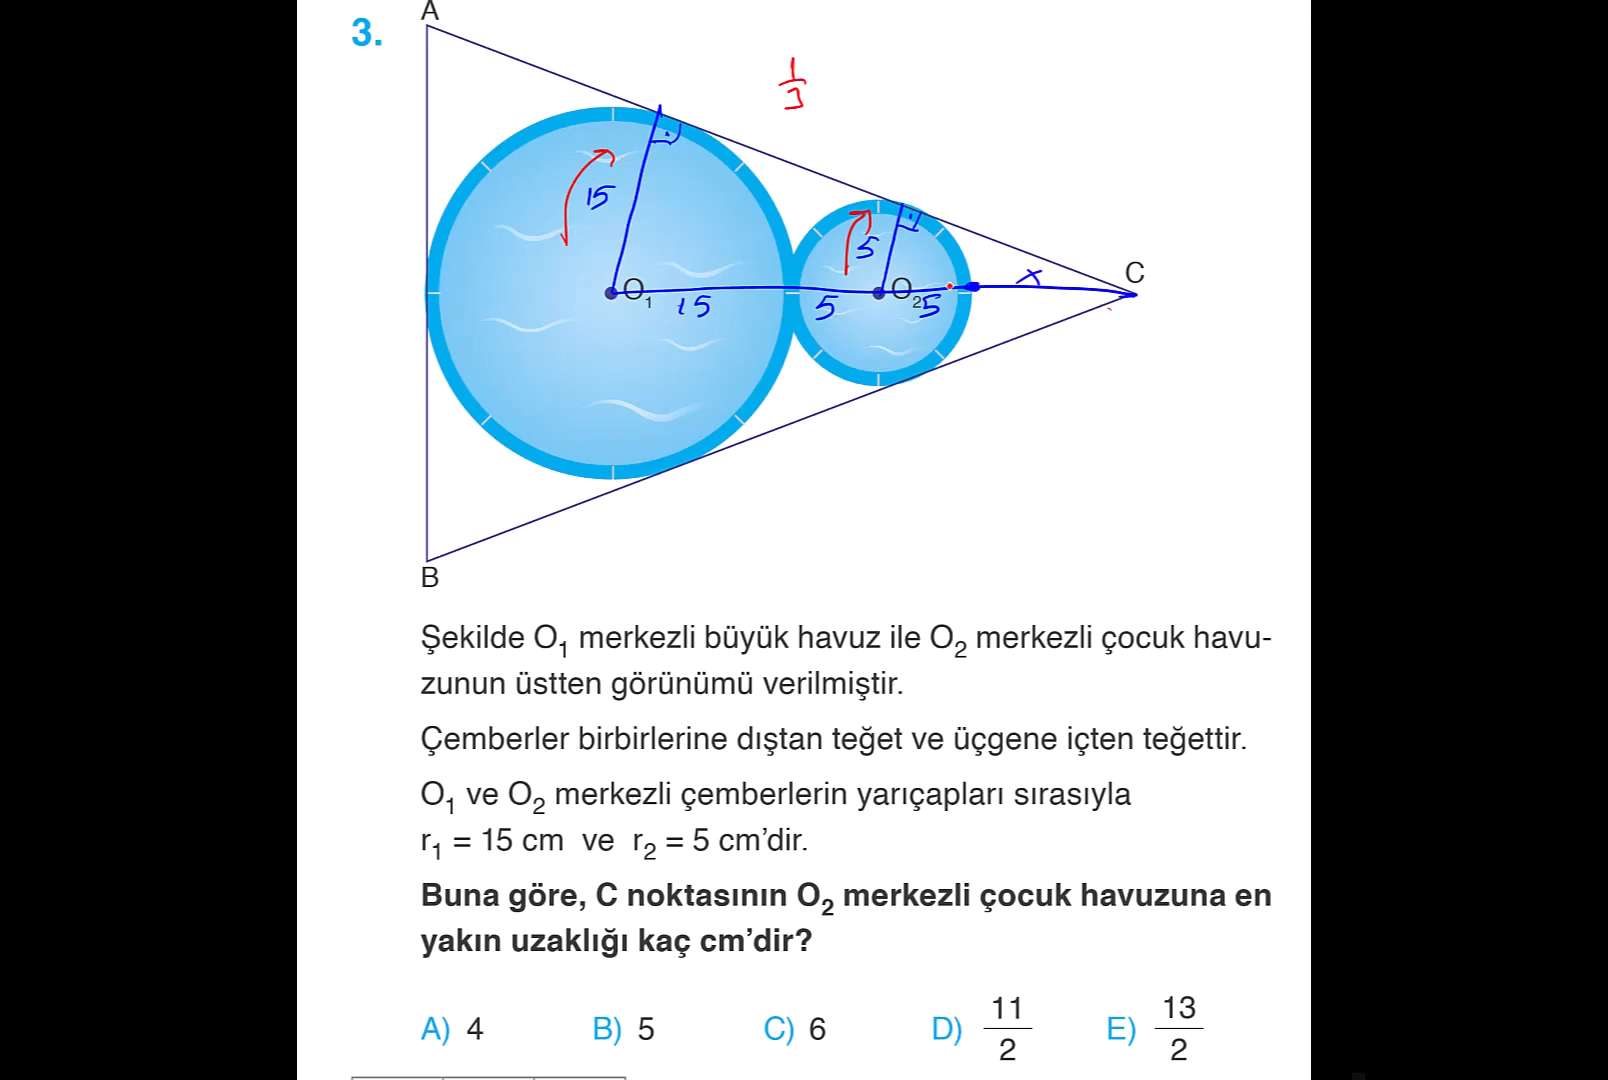 3.
A
1
3
15
5
x
C
O1
O2
15
5
5
B
Şekilde O1 merkezli büyük havuz ile O2 merkezli çocuk havu-
zunun üstten görünümü verilmiştir.
Çemberler birbirlerine dıştan teğet ve üçgene içten teğettir.
O1 ve O2 merkezli çemberlerin yarıçapları sırasıyla
r1 = 15 cm ve r2 = 5 cm’dir.
Buna göre, C noktasının O2 merkezli çocuk havuzuna en
yakın uzaklığı kaç cm’dir?
A) 4 B) 5 C) 6 D) 11/2 E) 13/2